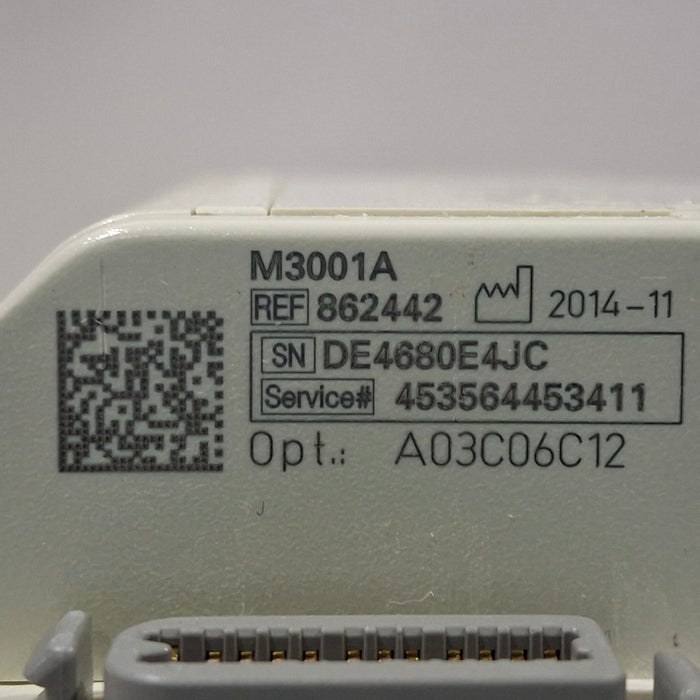 M3001A
REF 862442 2014-11
SN DE4680E4JC
Service# 453564453411
Opt.: A03C06C12